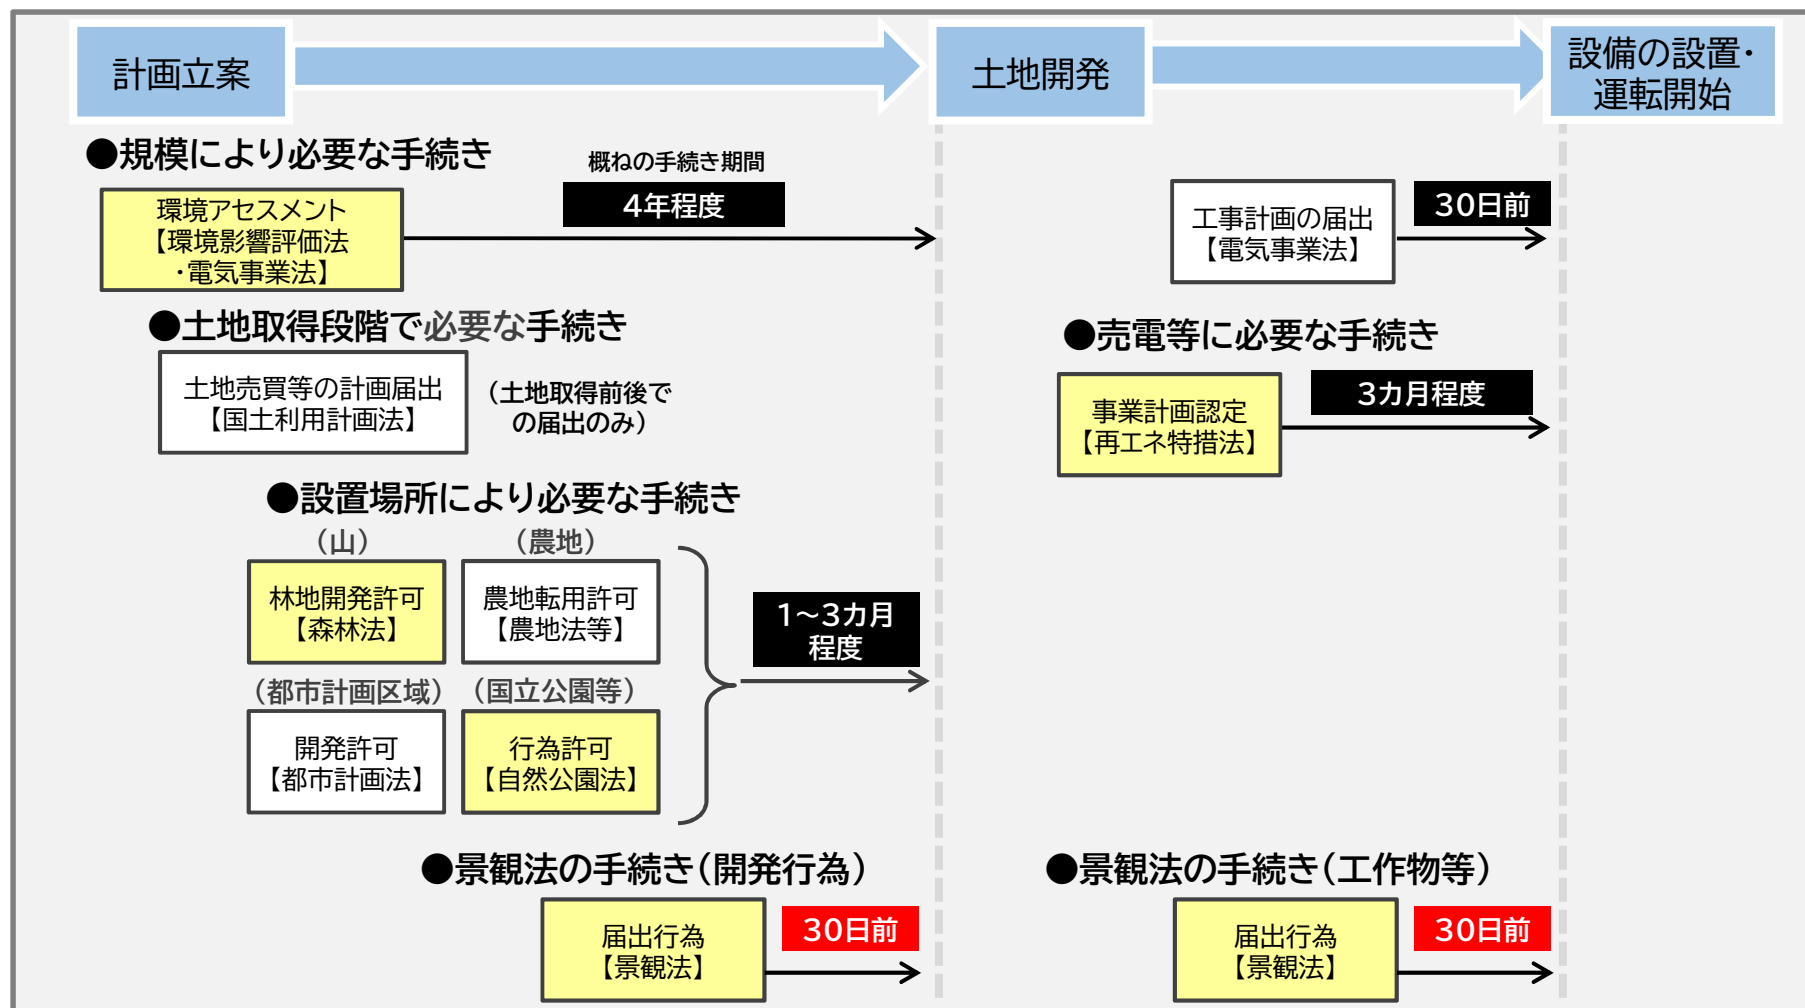 計画立案
土地開発
設備の設置・
運転開始
●規模により必要な手続き
概ねの手続き期間
4年程度
環境アセスメント
【環境影響評価法
・電気事業法】
工事計画の届出
【電気事業法】
30日前
●土地取得段階で必要な手続き
土地売買等の計画届出
【国土利用計画法】
（土地取得前後で
の届出のみ）
●売電等に必要な手続き
事業計画認定
【再エネ特措法】
3カ月程度
●設置場所により必要な手続き
（山）
（農地）
林地開発許可
【森林法】
農地転用許可
【農地法等】
1～3カ月
程度
（都市計画区域）
（国立公園等）
開発許可
【都市計画法】
行為許可
【自然公園法】
●景観法の手続き（開発行為）
届出行為
【景観法】
30日前
●景観法の手続き（工作物等）
届出行為
【景観法】
30日前